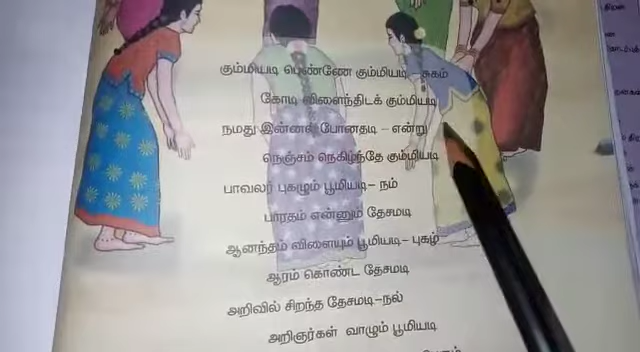 கும்மியடி பெண்ணே கும்மியடி சுகம்
கோடி விளைந்திடக் கும்மியடி
நமது இன்னல் போனதடி – என்று
நெஞ்சம் நெகிழ்ந்தே கும்மியடி
பாவலர் புகழும் பூமியடி– நம்
பாரதம் என்னும் தேசமடி
ஆனந்தம் விளையும் பூமியடி– புகழ்
ஆரம் கொண்ட தேசமடி
அறிவில் சிறந்த தேசமடி–நல்
அறிஞர்கள் வாழும் பூமியடி